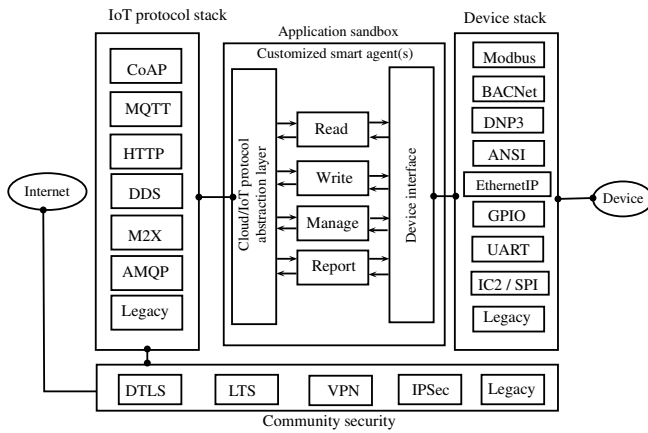 IoT protocol stack
Application sandbox
Device stack
Customized smart agent(s)
CoAP
MQTT
HTTP
DDS
M2X
AMQP
Legacy
Internet
Cloud/IoT protocol
abstraction layer
Read
Write
Manage
Report
Device interface
Modbus
BACNet
DNP3
ANSI
EthernetIP
GPIO
UART
IC2 / SPI
Legacy
Device
DTLS
LTS
VPN
IPSec
Legacy
Community security